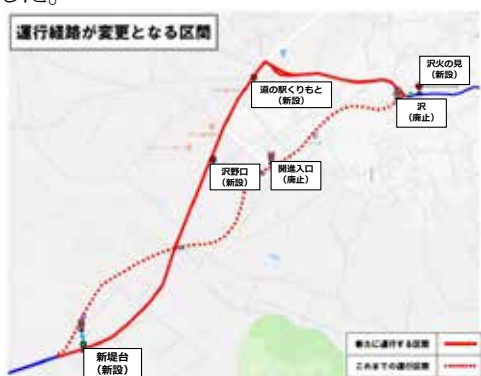 した。
運行経路が変更となる区間
沢火の見
（新設）
道の駅くりもと
（新設）
沢
（廃止）
沢野口
（新設）
開進入口
（廃止）
新堤台
（新設）
新たに運行する区間
これまでの運行区間